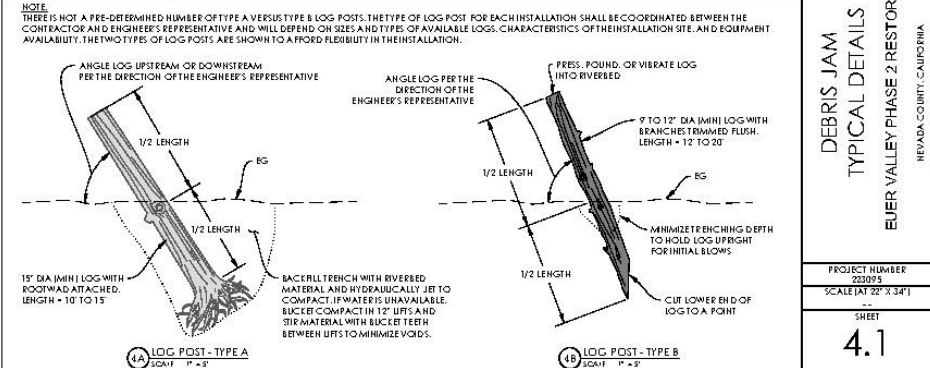 NOTE.
THERE IS NOT A PRE-DETERMINED NUMBER OF TYPE A VERSUS TYPE B LOG POSTS. THE TYPE OF LOG POST FOR EACH INSTALLATION SHALL BE COORDINATED BETWEEN THE
CONTRACTOR AND ENGINEER'S REPRESENTATIVE AND WILL DEPEND ON SIZES AND TYPES OF AVAILABLE LOGS. CHARACTERISTICS OF THE INSTALLATION SITE. AND EQUIPMENT
AVAILABILITY. THE TWO TYPES OF LOG POSTS ARE SHOWN TO AFFORD FLEXIBILITY IN THE INSTALLATION.
ANGLE LOG UPSTREAM OR DOWNSTREAM
PER THE DIRECTION OF THE ENGINEER'S REPRESENTATIVE
1/2 LENGTH
EG
1/2 LENGTH
15" DIA (MIN) LOG WITH
ROOTWAD ATTACHED.
LENGTH = 10' TO 15'
BACKFILL TRENCH WITH RIVERBED
MATERIAL AND HYDRAULICALLY JET TO
COMPACT. IF WATER IS UNAVAILABLE.
BUCKET COMPACT IN 12" LIFTS AND
STIR MATERIAL WITH BUCKET TEETH
BETWEEN LIFTS TO MINIMIZE VOIDS.
4A LOG POST - TYPE A
SCALE 1" = 5'
ANGLE LOG PER THE
DIRECTION OF THE
ENGINEER'S REPRESENTATIVE
PRESS. POUND. OR VIBRATE LOG
INTO RIVERBED
9" TO 12" DIA (MIN) LOG WITH
BRANCHES TRIMMED FLUSH.
LENGTH = 12' TO 20'
1/2 LENGTH
EG
MINIMIZE TRENCHING DEPTH
TO HOLD LOG UPRIGHT
FOR INITIAL BLOWS
1/2 LENGTH
CUT LOWER END OF
LOG TO A POINT
4B LOG POST - TYPE B
SCALE 1" = 5'
DEBRIS JAM
TYPICAL DETAILS
EUER VALLEY PHASE 2 RESTOR
NEVADA COUNTY, CALIFORNIA
PROJECT NUMBER
223095
SCALE (AT 22" X 34")
--
SHEET
4.1